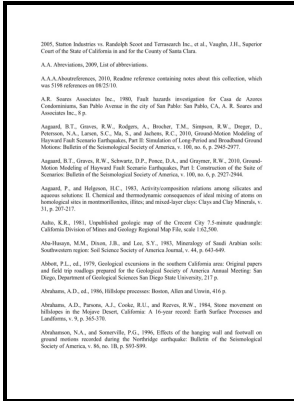 2005, Statton Industries vs. Randolph Scoot and Terrasearch Inc., et al., Vaughn, J.H., Superior
Court of the State of California in and for the County of Santa Clara.
A.A. Abreviations, 2009, List of abbreviations.
A.A.A.Aboutreferences, 2010, Readme reference containing notes about this collection, which
was 5198 references on 08/25/10.
A.R. Soares Associates Inc., 1980, Fault hazards investigation for Casa de Azores
Condominiums, San Pablo Avenue in the city of San Pablo: San Pablo, CA, A. R. Soares and
Associates Inc., 8 p.
Aagaard, B.T., Graves, R.W., Rodgers, A., Brocher, T.M., Simpson, R.W., Dreger, D.,
Petersson, N.A., Larsen, S.C., Ma, S., and Jachens, R.C., 2010, Ground-Motion Modeling of
Hayward Fault Scenario Earthquakes, Part II: Simulation of Long-Period and Broadband Ground
Motions: Bulletin of the Seismological Society of America, v. 100, no. 6, p. 2945-2977.
Aagaard, B.T., Graves, R.W., Schwartz, D.P., Ponce, D.A., and Graymer, R.W., 2010, Ground-
Motion Modeling of Hayward Fault Scenario Earthquakes, Part I: Construction of the Suite of
Scenarios: Bulletin of the Seismological Society of America, v. 100, no. 6, p. 2927-2944.
Aagaard, P., and Helgeson, H.C., 1983, Activity/composition relations among silicates and
aqueous solutions: II. Chemical and thermodynamic consequences of ideal mixing of atoms on
homological sites in montmorillonites, illites; and mixed-layer clays: Clays and Clay Minerals, v.
31, p. 207-217.
Aalto, K.R., 1981, Unpublished geologic map of the Crecent City 7.5-minute quadrangle:
California Division of Mines and Geology Regional Map File, scale 1:62,500.
Abu-Husayn, M.M., Dixon, J.B., and Lee, S.Y., 1983, Mineralogy of Saudi Arabian soils:
Southwestern region: Soil Science Society of America Journal, v. 44, p. 643-649.
Abbott, P.L., ed., 1979, Geological excursions in the southern California area: Original papers
and field trip roadlogs prepared for the Geological Society of America Annual Meeting: San
Diego, Department of Geological Sciences San Diego State University, 217 p.
Abrahams, A.D., ed., 1986, Hillslope processes: Boston, Allen and Unwin, 416 p.
Abrahams, A.D., Parsons, A.J., Cooke, R.U., and Reeves, R.W., 1984, Stone movement on
hillslopes in the Mojave Desert, California: A 16-year record: Earth Surface Processes and
Landforms, v. 9, p. 365-370.
Abrahamson, N.A., and Somerville, P.G., 1996, Effects of the hanging wall and footwall on
ground motions recorded during the Northridge earthquake: Bulletin of the Seismological
Society of America, v. 86, no. 1B, p. S93-S99.